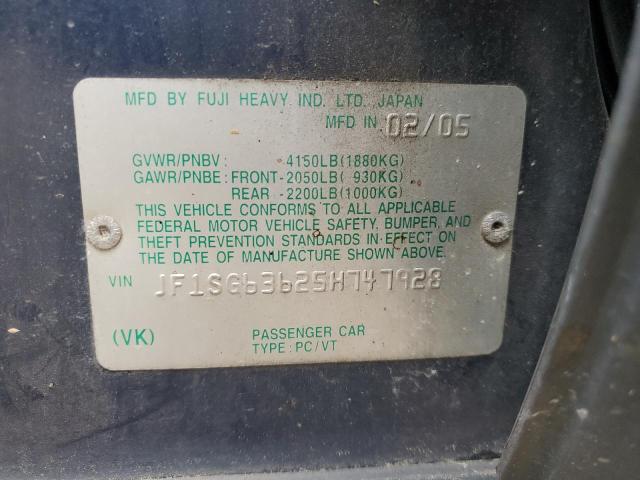 MFD BY FUJI HEAVY IND. LTD. JAPAN
MFD IN 02/05
GVWR/PNBV : 4150LB(1880KG)
GAWR/PNBE : FRONT-2050LB( 930KG)
REAR -2200LB(1000KG)
THIS VEHICLE CONFORMS TO ALL APPLICABLE
FEDERAL MOTOR VEHICLE SAFETY, BUMPER, AND
THEFT PREVENTION STANDARDS IN EFFECT ON
THE DATE OF MANUFACTURE SHOWN ABOVE.
VIN JF1SG63625H747928
(VK) PASSENGER CAR
TYPE : PC/VT